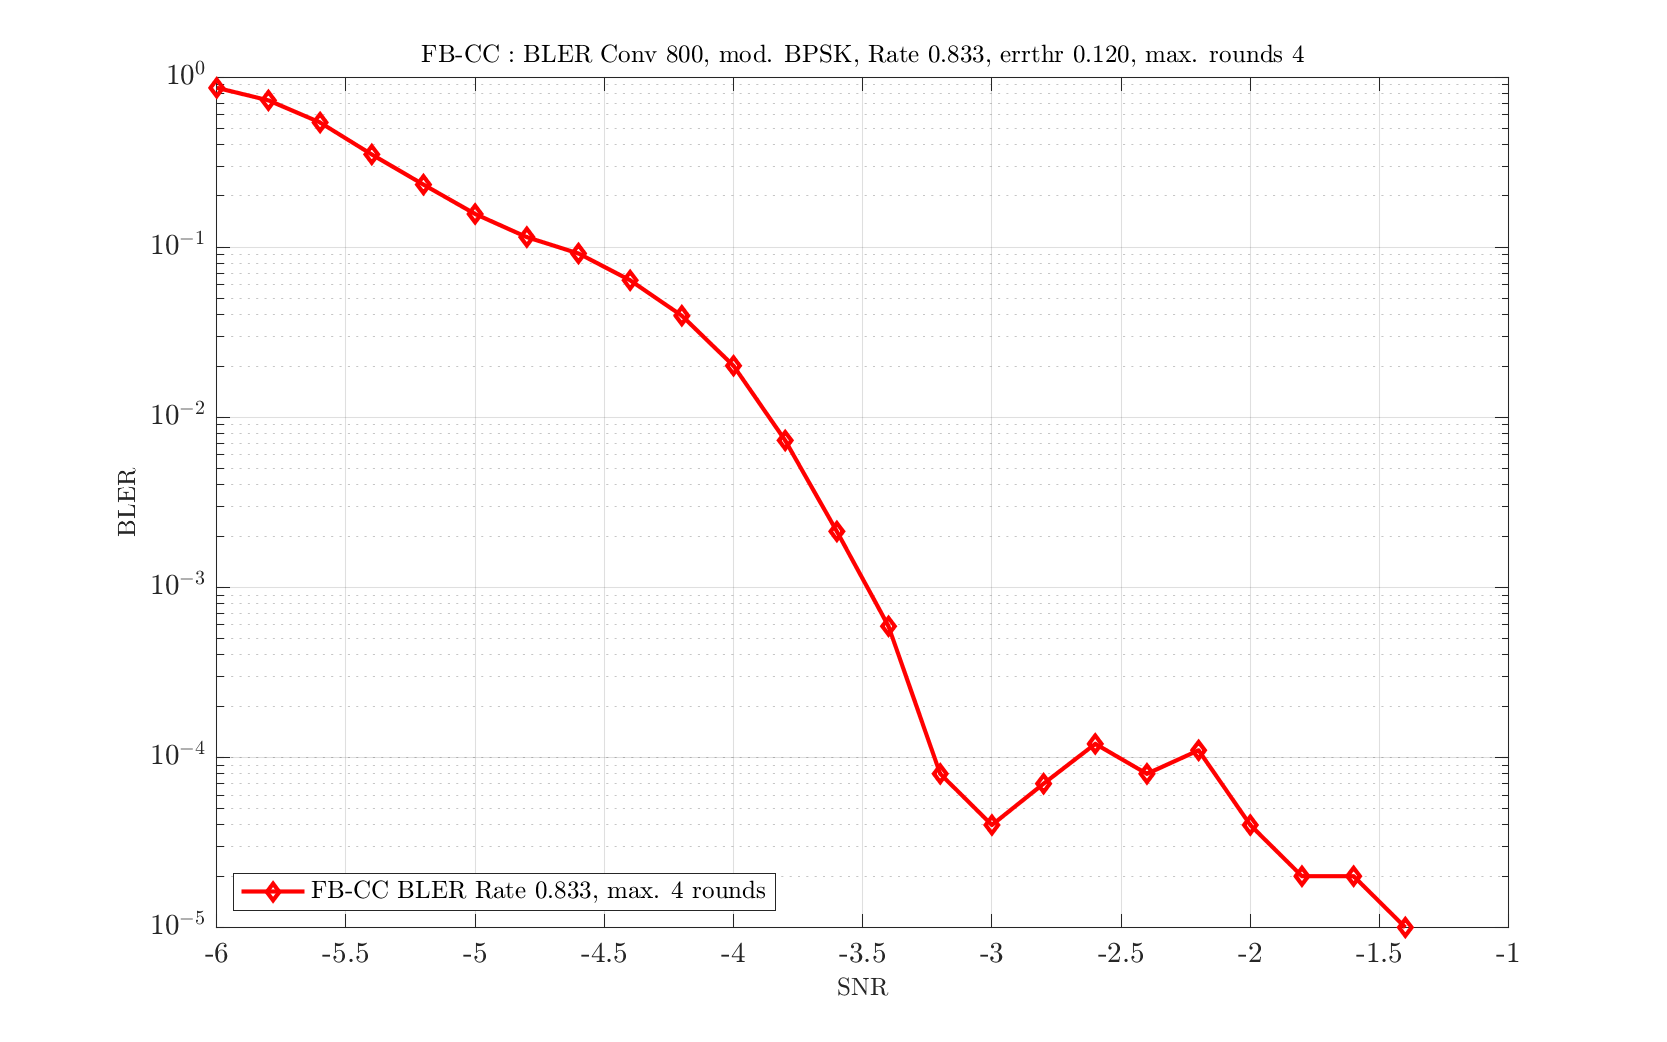 FB-CC : BLER Conv 800, mod. BPSK, Rate 0.833, errthr 0.120, max. rounds 4
10^0
10^-1
10^-2
10^-3
10^-4
10^-5
BLER
FB-CC BLER Rate 0.833, max. 4 rounds
-6 -5.5 -5 -4.5 -4 -3.5 -3 -2.5 -2 -1.5 -1
SNR